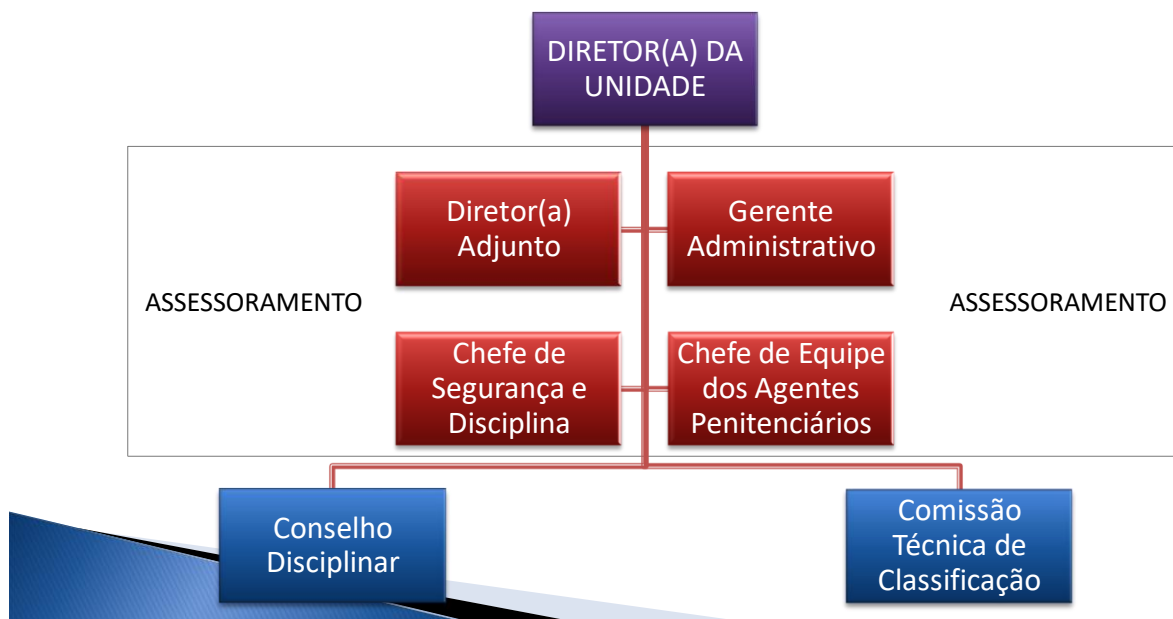 DIRETOR(A) DA
UNIDADE
Diretor(a)
Adjunto
Gerente
Administrativo
ASSESSORAMENTO
ASSESSORAMENTO
Chefe de
Segurança e
Disciplina
Chefe de Equipe
dos Agentes
Penitenciários
Conselho
Disciplinar
Comissão
Técnica de
Classificação